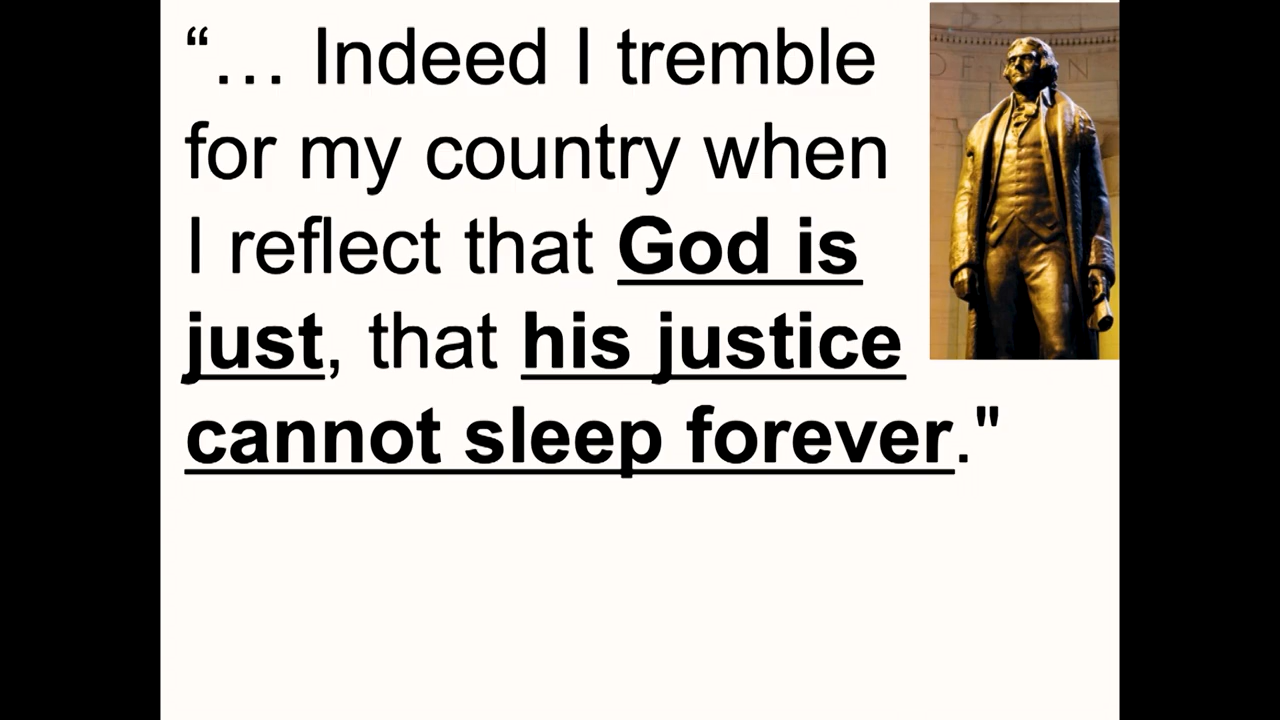 “… Indeed I tremble
for my country when
I reflect that God is
just, that his justice
cannot sleep forever."